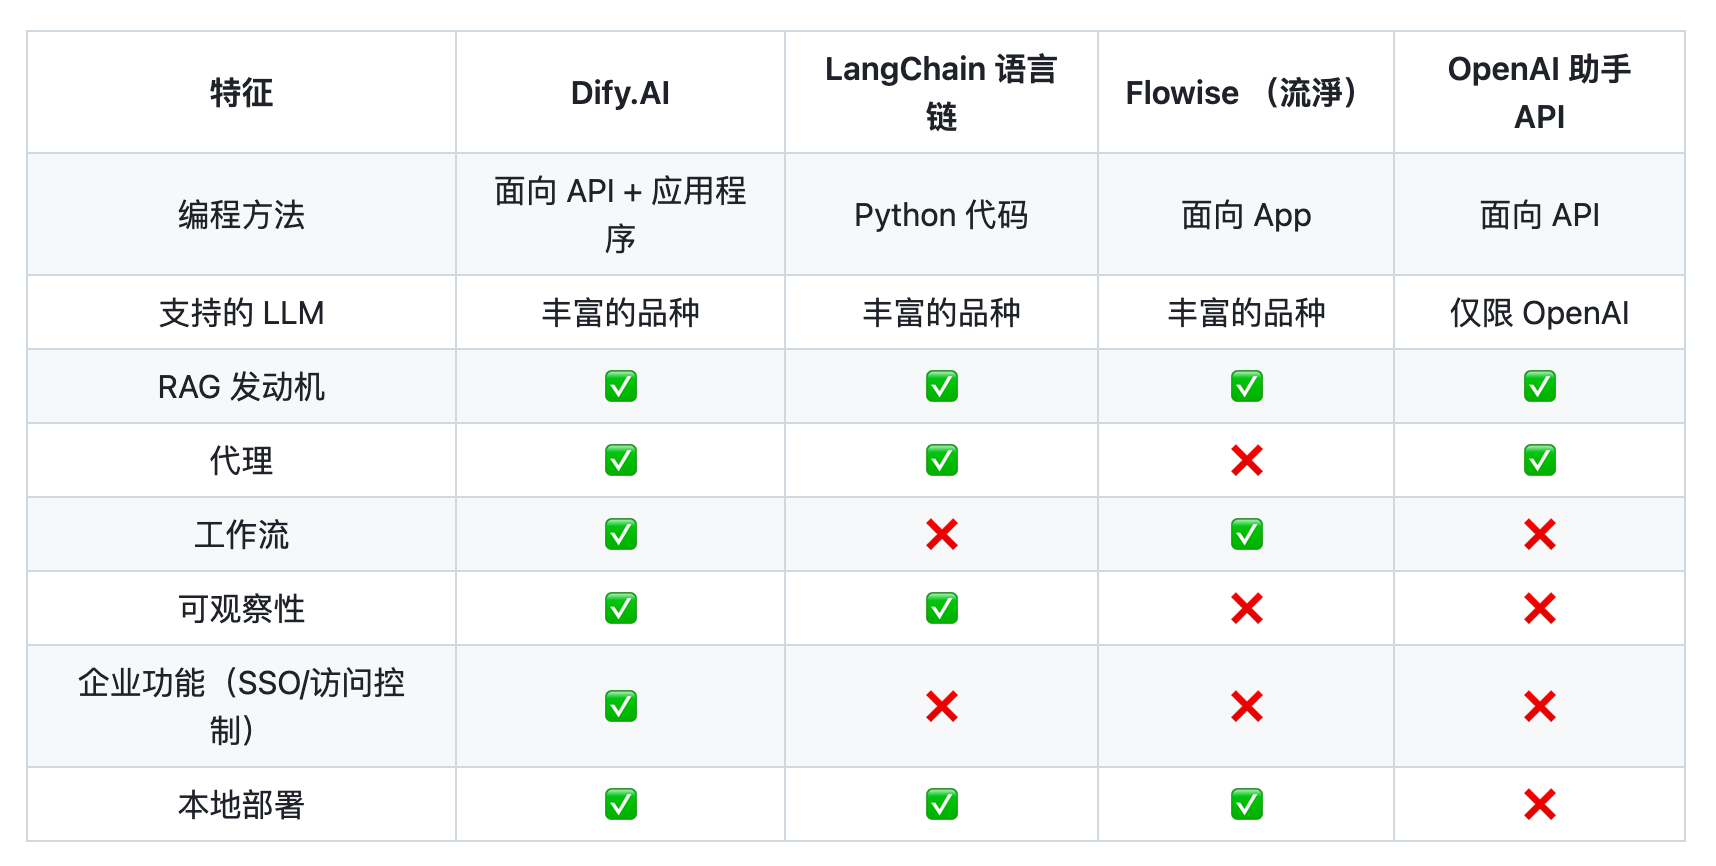 特征
Dify.AI
LangChain 语言
链
Flowise （流淨）
OpenAI 助手
API
编程方法
面向 API + 应用程
序
Python 代码
面向 App
面向 API
支持的 LLM
丰富的品种
丰富的品种
丰富的品种
仅限 OpenAI
RAG 发动机
✅
✅
✅
✅
代理
✅
✅
❌
✅
工作流
✅
❌
✅
❌
可观察性
✅
✅
❌
❌
企业功能（SSO/访问控
制）
✅
❌
❌
❌
本地部署
✅
✅
✅
❌